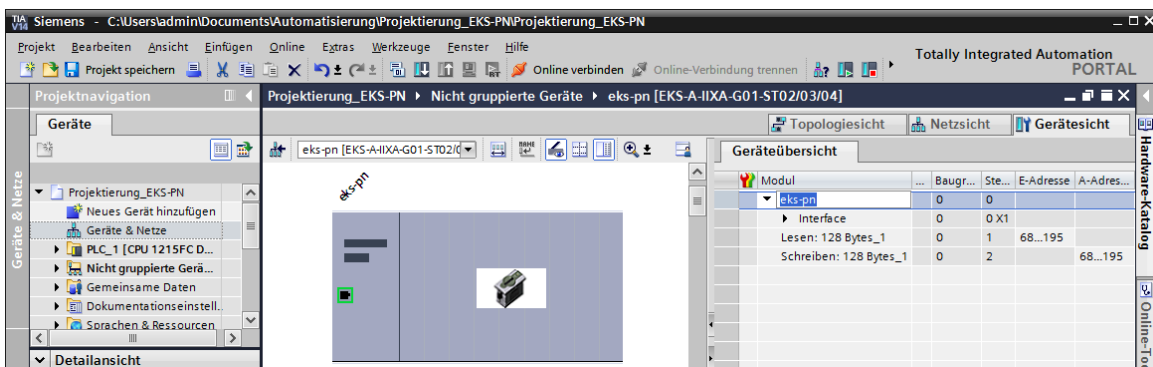 TIA V14 Siemens - C:\Users\admin\Documents\Automatisierung\Projektierung_EKS-PN\Projektierung_EKS-PN
Projekt Bearbeiten Ansicht Einfügen Online Extras Werkzeuge Fenster Hilfe
Totally Integrated Automation
PORTAL
Projekt speichern Online verbinden Online-Verbindung trennen
Projektnavigation
Projektierung_EKS-PN Nicht gruppierte Geräte eks-pn [EKS-A-IIXA-G01-ST02/03/04]
Geräte
Topologiesicht Netzsicht Gerätesicht
eks-pn [EKS-A-IIXA-G01-ST02/0
Geräteübersicht
Geräte & Netze
Projektierung_EKS-PN
Neues Gerät hinzufügen
Geräte & Netze
PLC_1 [CPU 1215FC D...
Nicht gruppierte Gerä...
Gemeinsame Daten
Dokumentationseinstell...
Sprachen & Ressourcen
Detailansicht
eks-pn
Modul ... Baugr... Ste... E-Adresse A-Adres...
eks-pn 0 0
Interface 0 0 X1
Lesen: 128 Bytes_1 0 1 68...195
Schreiben: 128 Bytes_1 0 2 68...195
Hardware-Katalog